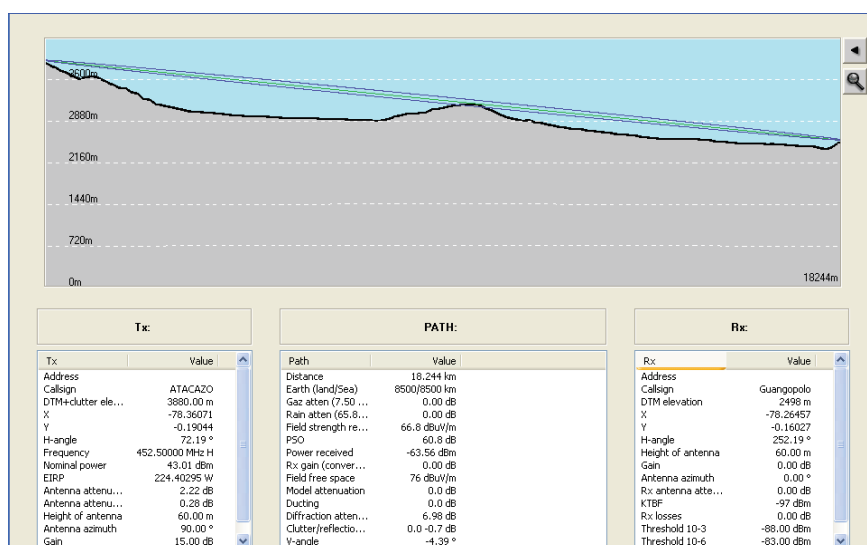 3600m
2880m
2160m
1440m
720m
0m
18244m
Tx:
PATH:
Rx:
Tx Value
Address
Callsign ATACAZO
DTM+clutter ele... 3880.00 m
X -78.36071
Y -0.19044
H-angle 72.19 °
Frequency 452.50000 MHz H
Nominal power 43.01 dBm
EIRP 224.40295 W
Antenna attenu... 2.22 dB
Antenna attenu... 0.28 dB
Height of antenna 60.00 m
Antenna azimuth 90.00 °
Gain 15.00 dB
Path Value
Distance 18.244 km
Earth (land/Sea) 8500/8500 km
Gaz atten (7.50 ... 0.00 dB
Rain atten (65.8... 0.00 dB
Field strength re... 66.8 dBuV/m
PSO 60.8 dB
Power received -63.56 dBm
Rx gain (conver... 0.00 dB
Field free space 76 dBuV/m
Model attenuation 0.0 dB
Ducting 0.0 dB
Diffraction atten... 6.98 dB
Clutter/reflectio... 0.0 -0.7 dB
V-angle -4.39 °
Rx Value
Address
Callsign Guangopolo
DTM elevation 2498 m
X -78.26457
Y -0.16027
H-angle 252.19 °
Height of antenna 60.00 m
Gain 0.00 dB
Antenna azimuth 0.00 °
Rx antenna atte... 0.00 dB
KTBF -97 dBm
Rx losses 0.00 dB
Threshold 10-3 -88.00 dBm
Threshold 10-6 -83.00 dBm